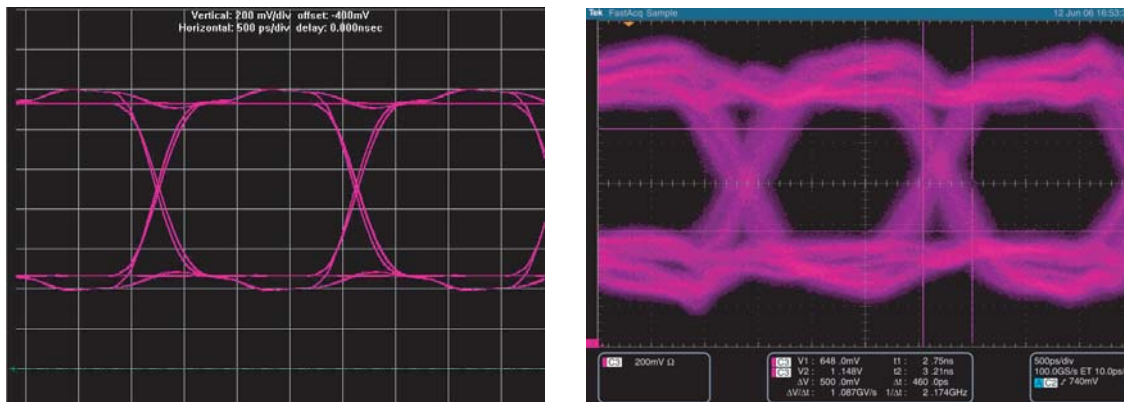 Vertical: 200 mV/div offset: -400mV
Horizontal: 500 ps/div delay: 0.000nsec
Tek FastAcq Sample
12 Jun 06 16:53:
C3 200mV Ω
C3 V1 : 648 .0mV t1 : 2 .75ns
C3 V2 : 1 .148V t2 : 3 .21ns
ΔV : 500 .0mV Δt : 460 .0ps
ΔV/Δt : 1 .087GV/s 1/Δt : 2 .174GHz
500ps/div
100.0GS/s ET 10.0ps/
A C2 740mV